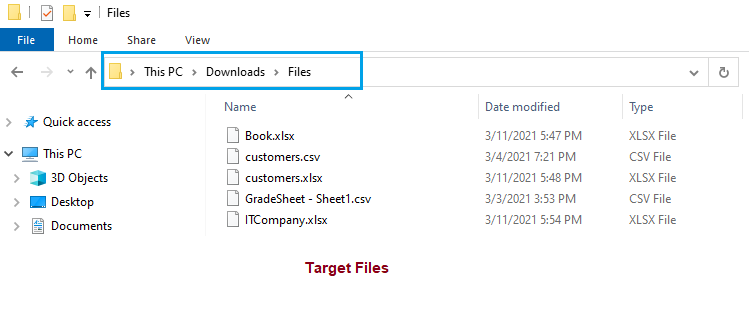 Files
File Home Share View
This PC Downloads Files
Name Date modified Type
Quick access
This PC
3D Objects
Desktop
Documents
Book.xlsx 3/11/2021 5:47 PM XLSX File
customers.csv 3/4/2021 7:21 PM CSV File
customers.xlsx 3/11/2021 5:48 PM XLSX File
GradeSheet - Sheet1.csv 3/3/2021 3:53 PM CSV File
ITCompany.xlsx 3/11/2021 5:54 PM XLSX File
Target Files